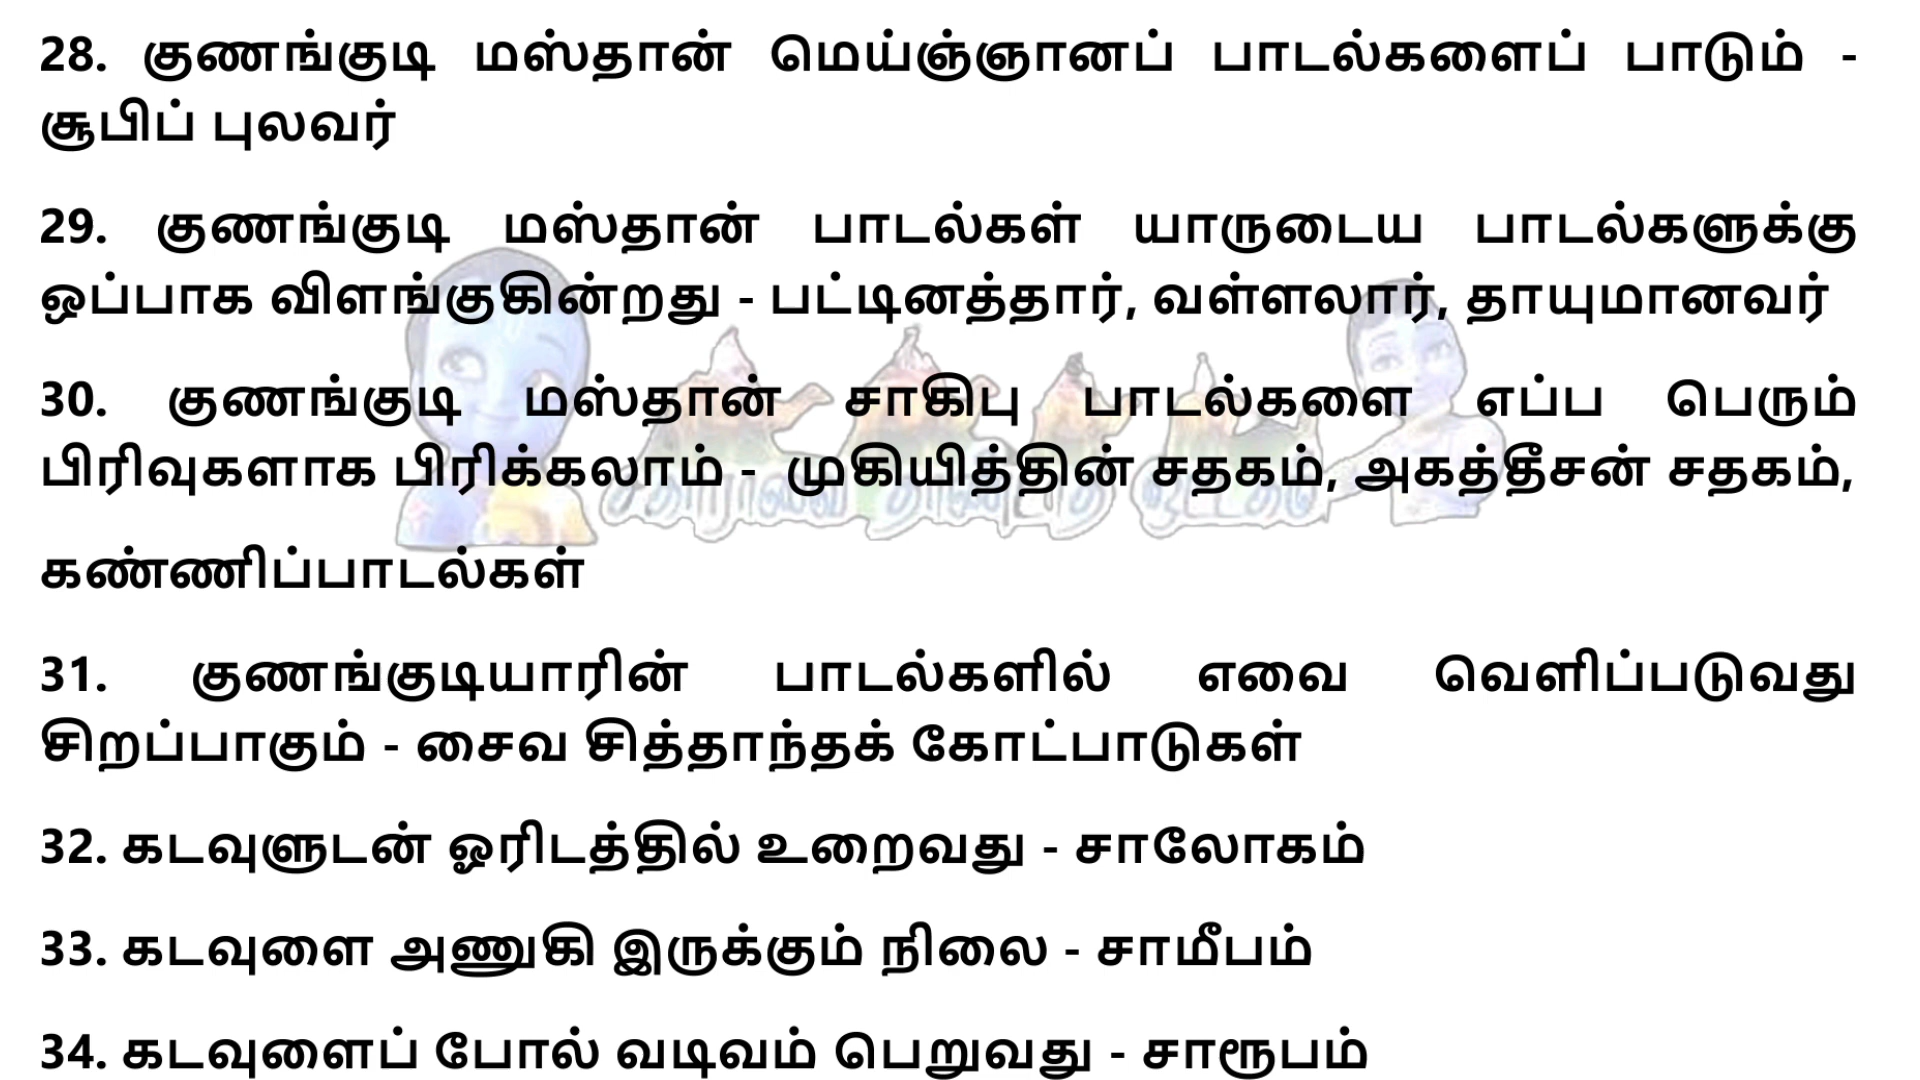 28. குணங்குடி மஸ்தான் மெய்ஞ்ஞானப் பாடல்களைப் பாடும் -
சூபிப் புலவர்
29. குணங்குடி மஸ்தான் பாடல்கள் யாருடைய பாடல்களுக்கு
ஒப்பாக விளங்குகின்றது - பட்டினத்தார், வள்ளலார், தாயுமானவர்
30. குணங்குடி மஸ்தான் சாகிபு பாடல்களை எப்ப பெரும்
பிரிவுகளாக பிரிக்கலாம் - முகியித்தின் சதகம், அகத்தீசன் சதகம்,
கண்ணிப்பாடல்கள்
31. குணங்குடியாரின் பாடல்களில் எவை வெளிப்படுவது
சிறப்பாகும் - சைவ சித்தாந்தக் கோட்பாடுகள்
32. கடவுளுடன் ஓரிடத்தில் உறைவது - சாலோகம்
33. கடவுளை அணுகி இருக்கும் நிலை - சாமீபம்
34. கடவுளைப் போல் வடிவம் பெறுவது - சாரூபம்